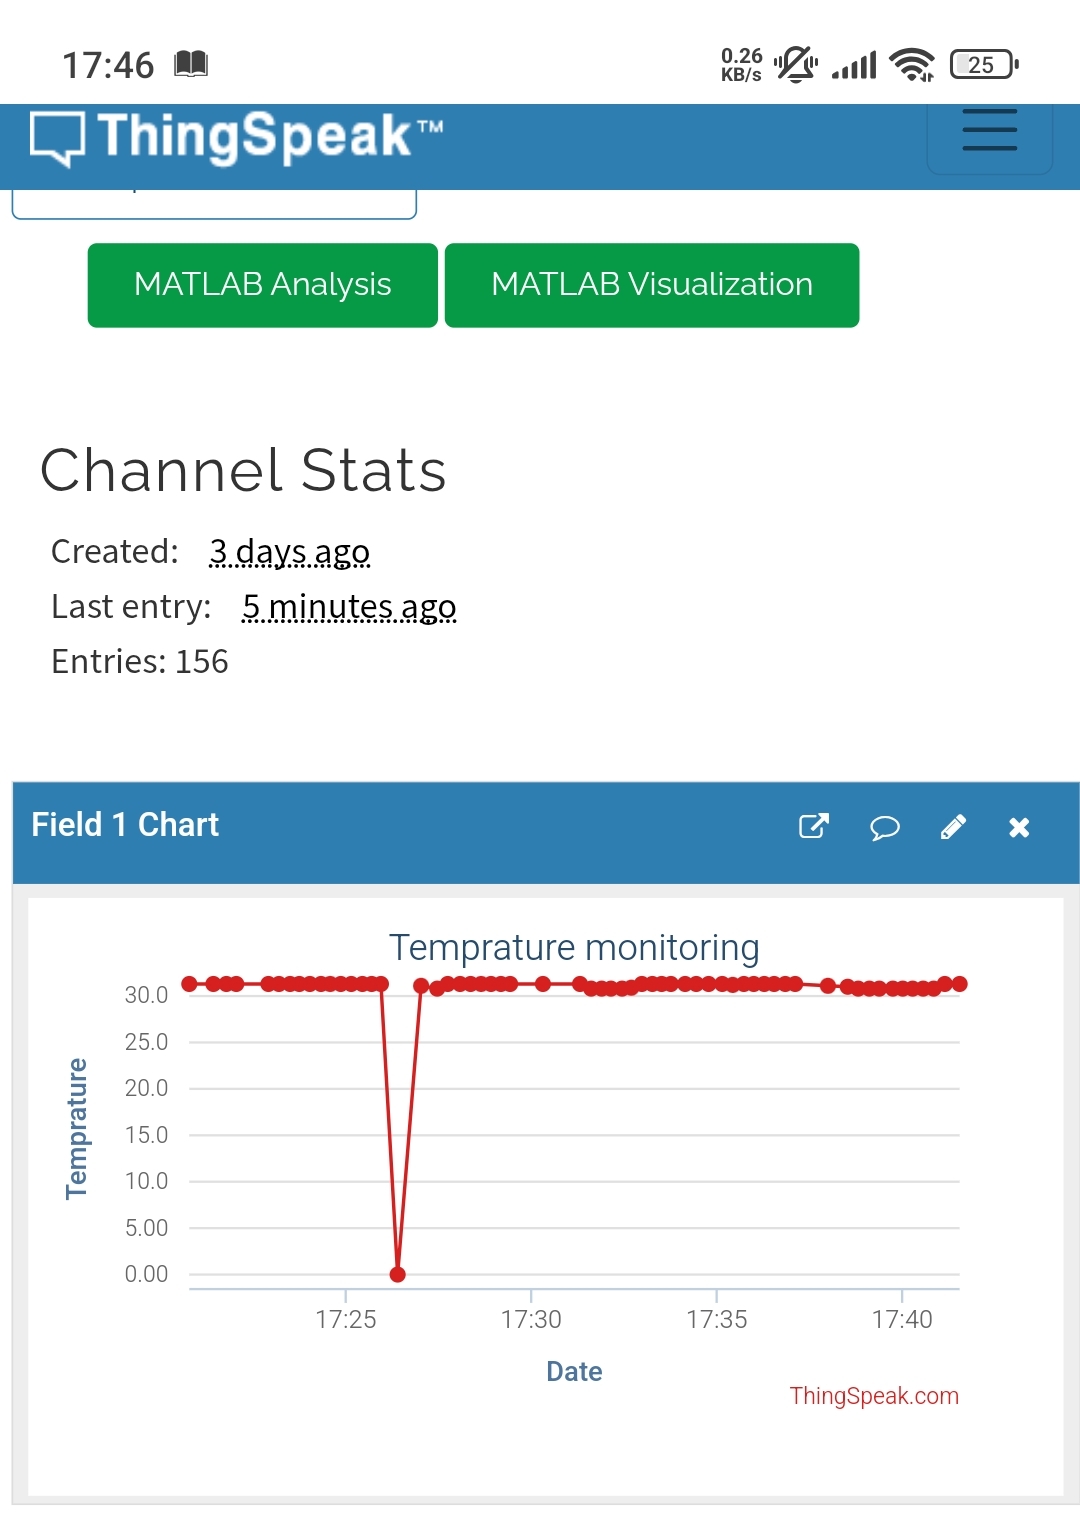 17:46
0.26
KB/s
25
ThingSpeak™
MATLAB Analysis
MATLAB Visualization
Channel Stats
Created: 3 days ago
Last entry: 5 minutes ago
Entries: 156
Field 1 Chart
Temprature monitoring
Temprature
30.0
25.0
20.0
15.0
10.0
5.00
0.00
17:25
17:30
17:35
17:40
Date
ThingSpeak.com